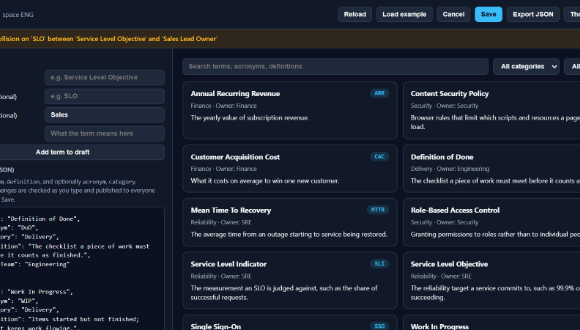 space ENG
Reload
Load example
Cancel
Save
Export JSON
The
ollision on 'SLO' between 'Service Level Objective' and 'Sales Lead Owner'
e.g. Service Level Objective
ional)
e.g. SLO
ional)
Sales
What the term means here
Add term to draft
SON)
m, definition, and optionally acronym, category,
anges are checked as you type and published to everyone
Save.
": "Definition of Done",
ym": "DoD",
ory": "Delivery",
ition": "The checklist a piece of work must
e it counts as finished.",
Team": "Engineering"
": "Work In Progress",
ym": "WIP",
ory": "Delivery",
ition": "Items started but not finished;
t keeps work flowing.",
Search terms, acronyms, definitions
All categories
All
Annual Recurring Revenue
ARR
Finance · Owner: Finance
The yearly value of subscription revenue.
Content Security Policy
Security · Owner: Security
Browser rules that limit which scripts and resources a page
load.
Customer Acquisition Cost
CAC
Finance · Owner: Finance
What it costs on average to win one new customer.
Definition of Done
Delivery · Owner: Engineering
The checklist a piece of work must meet before it counts a
Mean Time To Recovery
MTTR
Reliability · Owner: SRE
The average time from an outage starting to service being restored.
Role-Based Access Control
Security · Owner: Security
Granting permissions to roles rather than to individual peo
Service Level Indicator
SLI
Reliability · Owner: SRE
The measurement an SLO is judged against, such as the share of
successful requests.
Service Level Objective
Reliability · Owner: SRE
The reliability target a service commits to, such as 99.9% o
succeeding.
Single Sign-On
SSO
Work In Progress